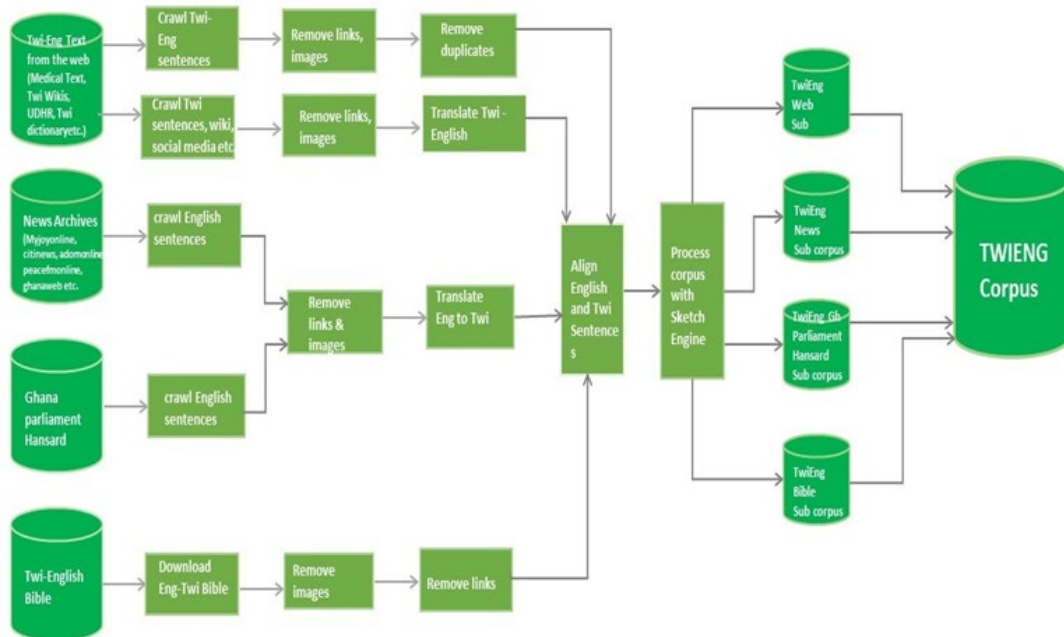 Twi-Eng Text
from the web
(Medical Text,
Twi Wikis,
UDHR, Twi
dictionaryetc.)
Crawl Twi-
Eng
sentences
Remove links,
images
Remove
duplicates
Crawl Twi
sentences, wiki,
social media etc.
Remove links,
images
Translate Twi -
English
News Archives
(Myjoyonline,
citinews, adomonline
peacefmonline,
ghanaweb etc.
crawl English
sentences
Remove
links &
images
Translate
Eng to Twi
Ghana
parliament
Hansard
crawl English
sentences
Twi-English
Bible
Download
Eng-Twi Bible
Remove
images
Remove links
Align
English
and Twi
Sentence
s
Process
corpus
with
Sketch
Engine
TwiEng
Web
Sub
TwiEng
News
Sub corpus
TwiEng Gh
Parliament
Hansard
Sub corpus
TwiEng
Bible
Sub corpus
TWIENG
Corpus